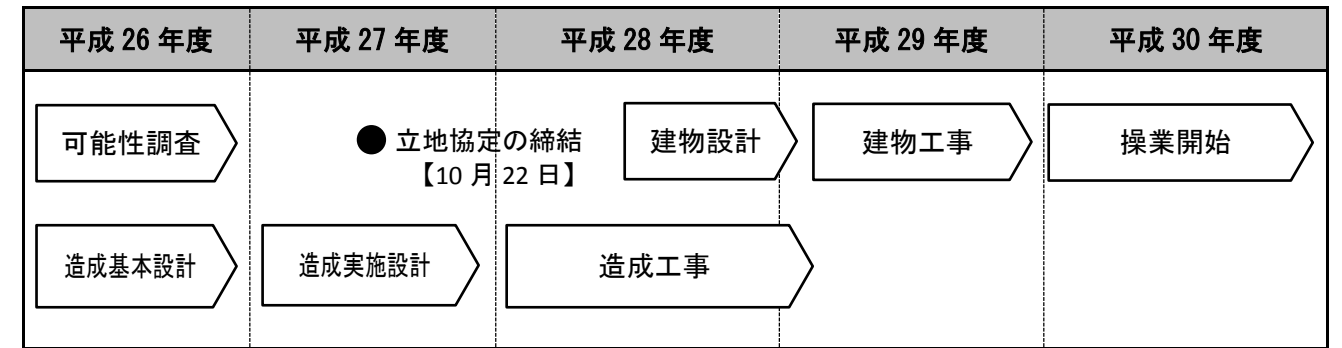 平成 26 年度
平成 27 年度
平成 28 年度
平成 29 年度
平成 30 年度
可能性調査
● 立地協定の締結
【10 月 22 日】
建物設計
建物工事
操業開始
造成基本設計
造成実施設計
造成工事